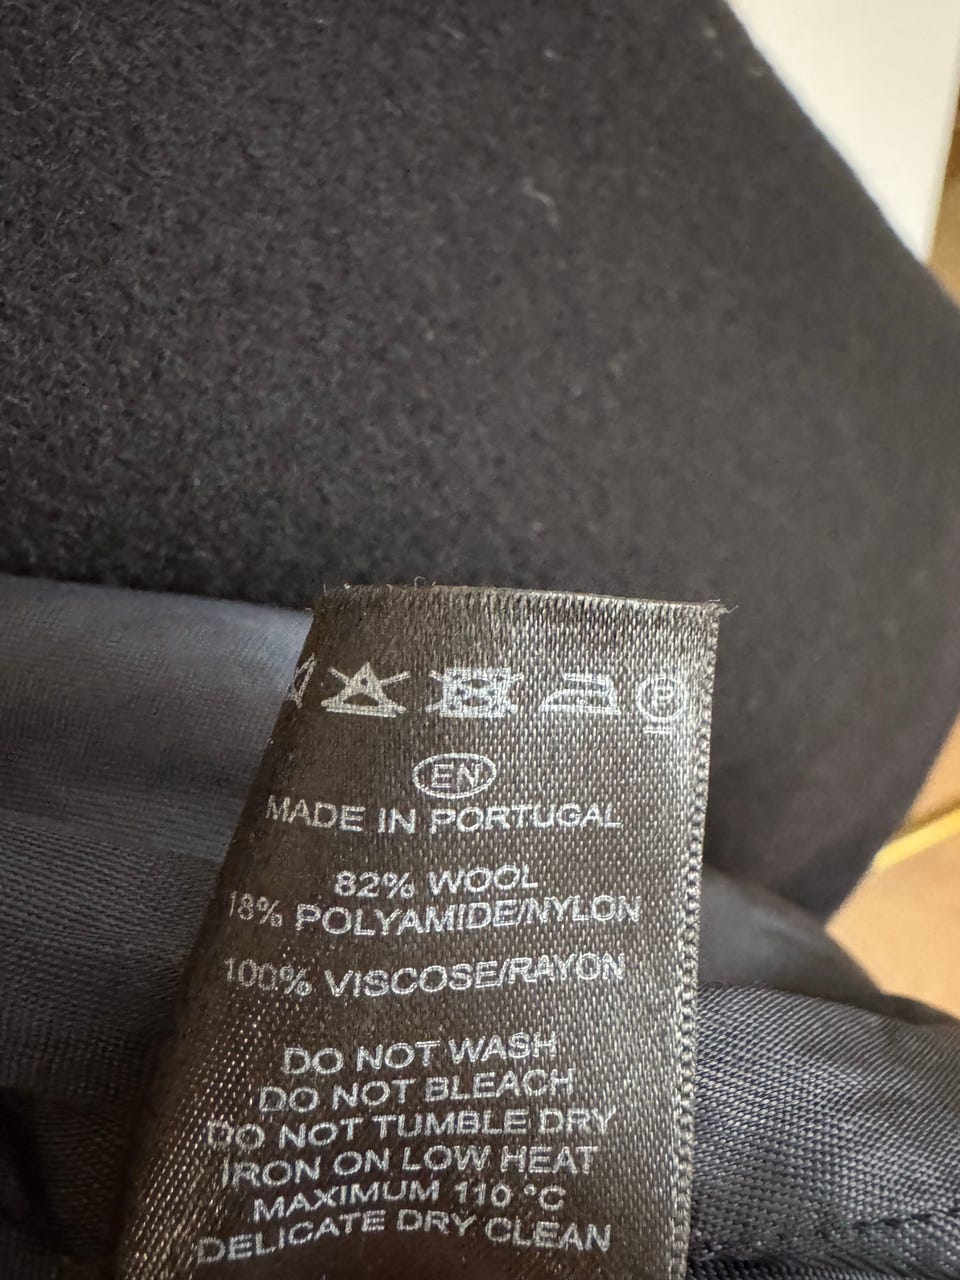 P
EN
MADE IN PORTUGAL
82% WOOL
18% POLYAMIDE/NYLON
100% VISCOSE/RAYON
DO NOT WASH
DO NOT BLEACH
DO NOT TUMBLE DRY
IRON ON LOW HEAT
MAXIMUM 110 °C
DELICATE DRY CLEAN